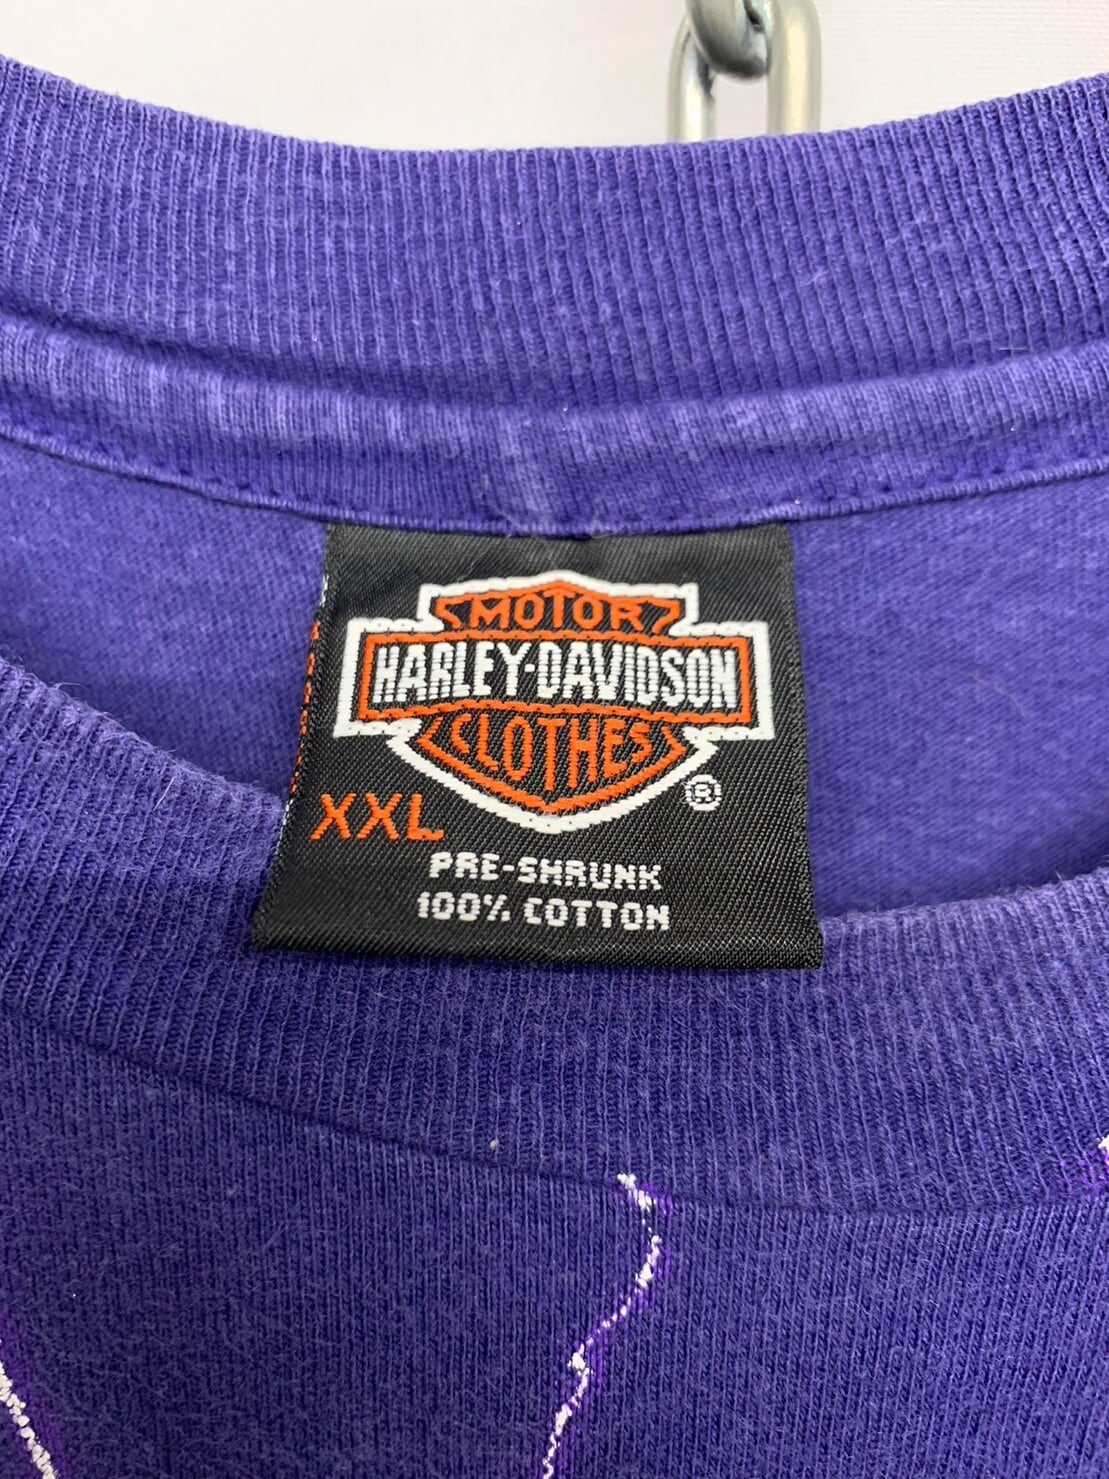 MOTOR
HARLEY-DAVIDSON
CLOTHES
®
XXL
PRE-SHRUNK
100% COTTON